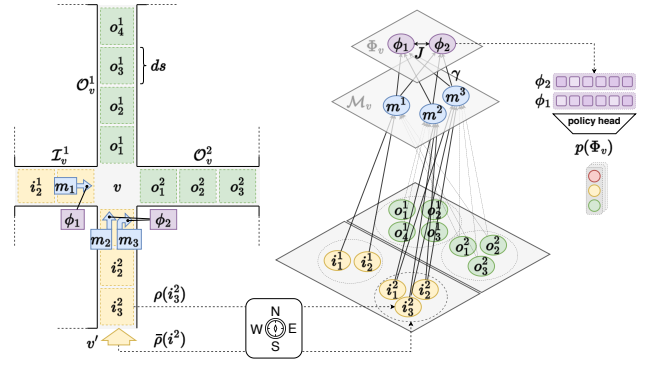 o_4^1
o_3^1
ds
O_v^1
o_2^1
o_1^1
I_v^1
O_v^2
i_2^1
m_1
v
o_1^2
o_2^2
o_3^2
ϕ_1
ϕ_2
m_2
m_3
i_2^2
i_3^2
ρ(i_3^2)
v′
ρ̄(i^2)
N
W
E
S
Φ_v
ϕ_1
ϕ_2
J
γ
M_v
m^1
m^2
m^3
o_1^1
o_2^1
o_4^1
o_3^1
o_1^2
o_2^2
o_3^2
i_1^1
i_2^1
i_1^2
i_2^2
i_3^2
ϕ_2
ϕ_1
policy head
p(Φ_v)